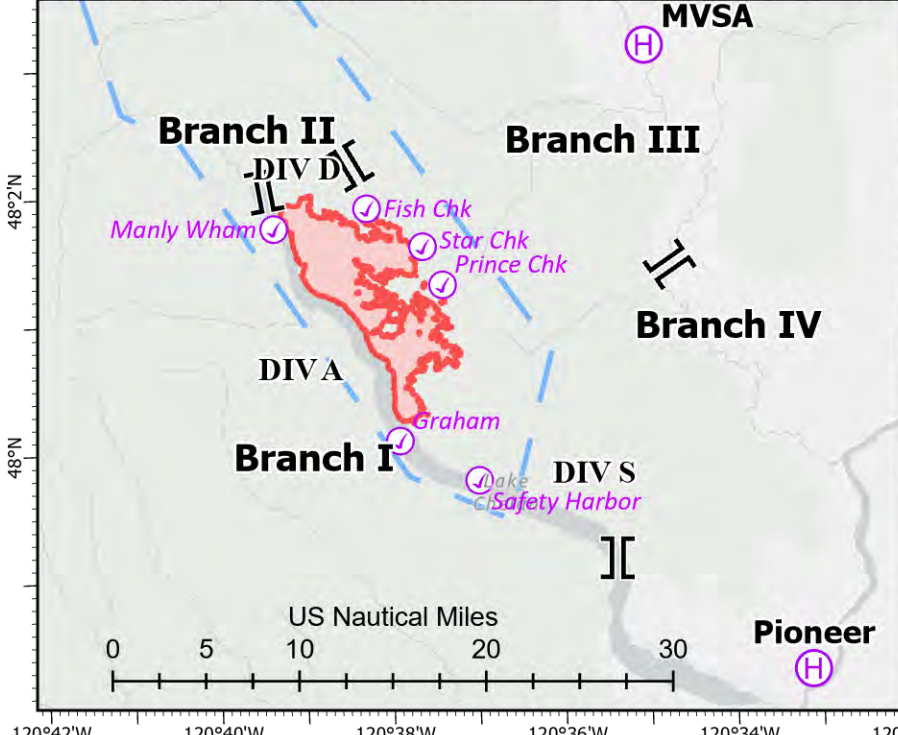 MVSA
H
Branch II
Branch III
DIV D
48°2'N
Fish Chk
Manly Wham
Star Chk
Prince Chk
Branch IV
DIV A
Graham
48°N
Branch I
DIV S
Lake
Safety Harbor
US Nautical Miles
0 5 10 20 30
Pioneer
H
120°42'W 120°40'W 120°38'W 120°36'W 120°34'W